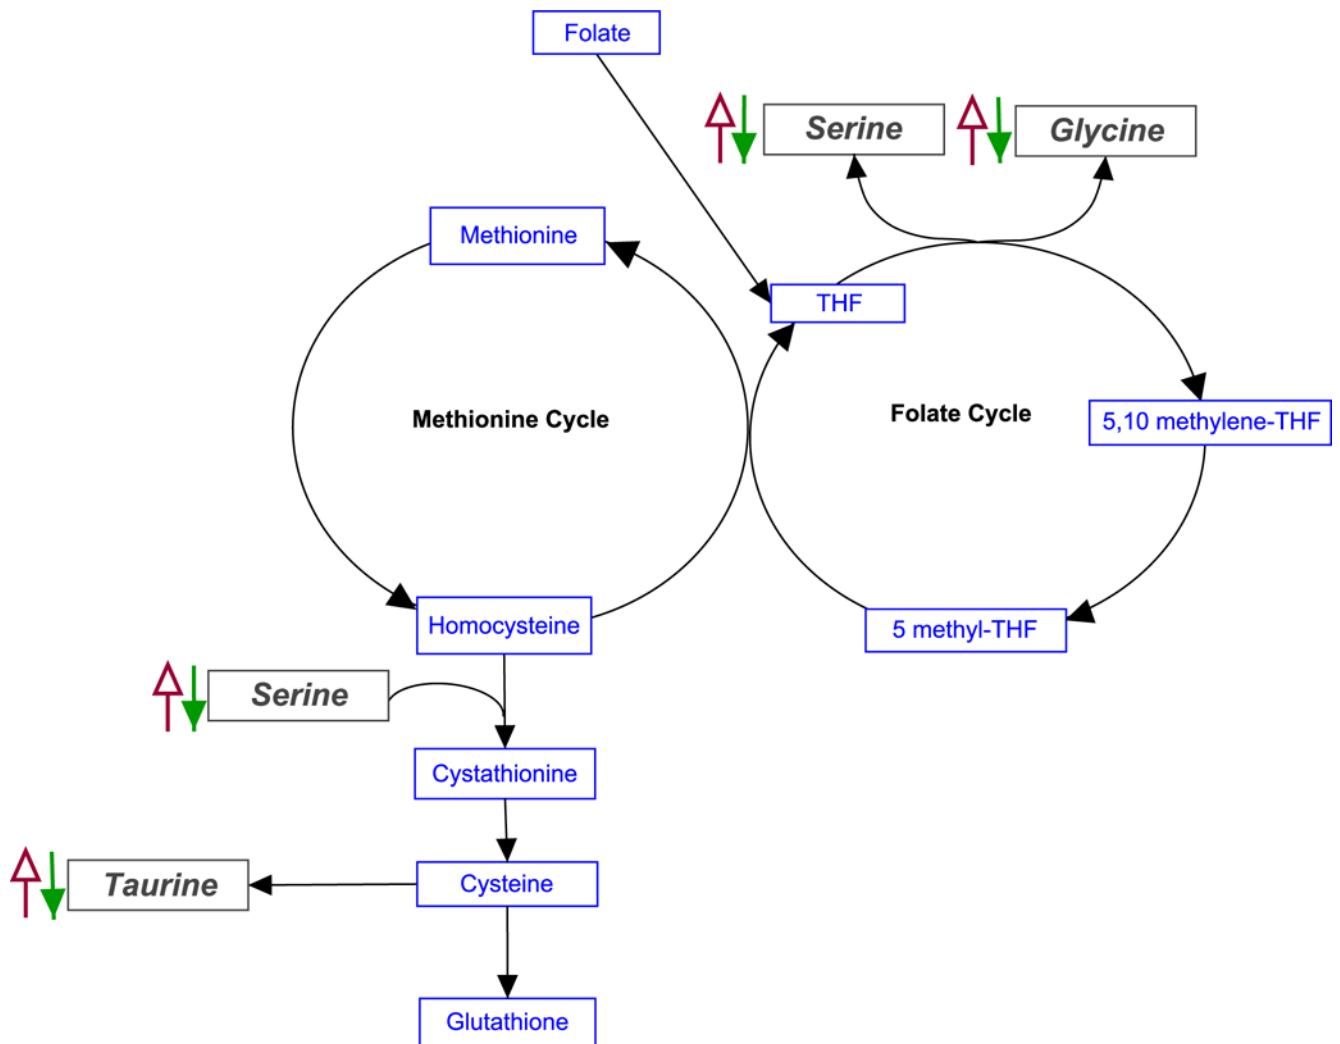 Folate
Serine
Glycine
Methionine
THF
Methionine Cycle
Folate Cycle
5,10 methylene-THF
Homocysteine
5 methyl-THF
Serine
Cystathionine
Taurine
Cysteine
Glutathione